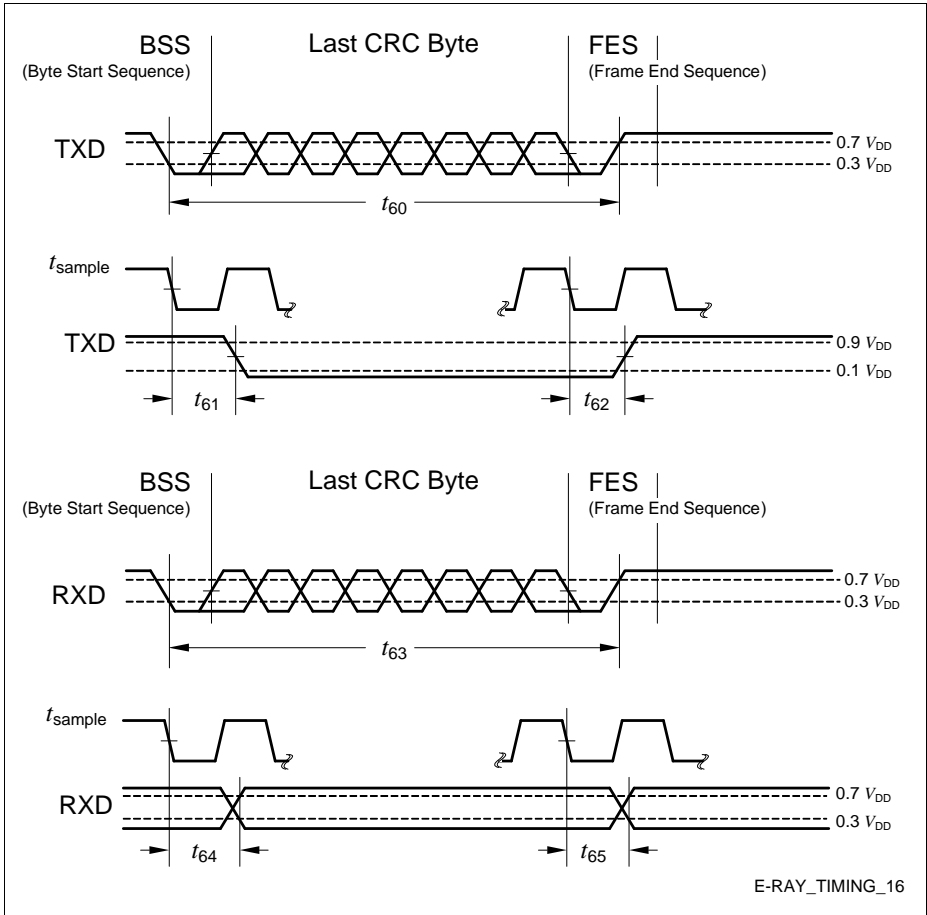 BSS Last CRC Byte FES
(Byte Start Sequence) (Frame End Sequence)
TXD 0.7 VDD
0.3 VDD
t60
tsample
TXD 0.9 VDD
0.1 VDD
t61 t62
BSS Last CRC Byte FES
(Byte Start Sequence) (Frame End Sequence)
RXD 0.7 VDD
0.3 VDD
t63
tsample
RXD 0.7 VDD
0.3 VDD
t64 t65
E-RAY_TIMING_16